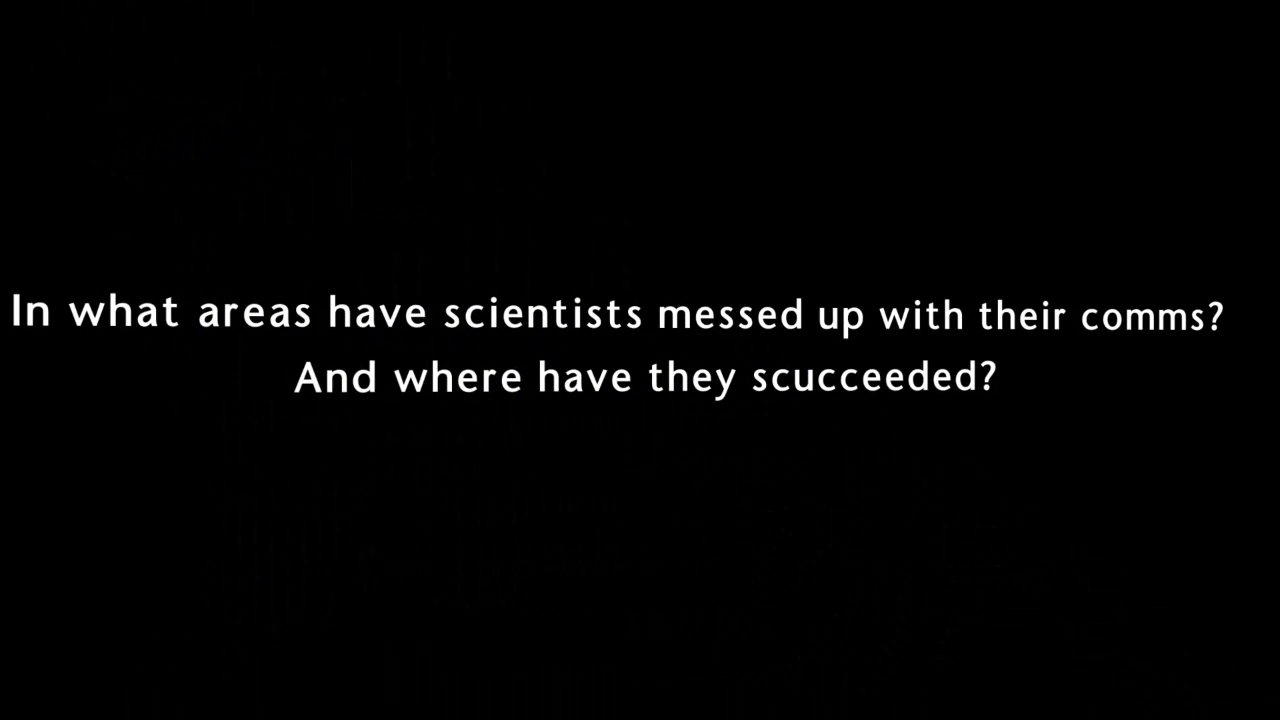 In what areas have scientists messed up with their comms?
And where have they scucceeded?